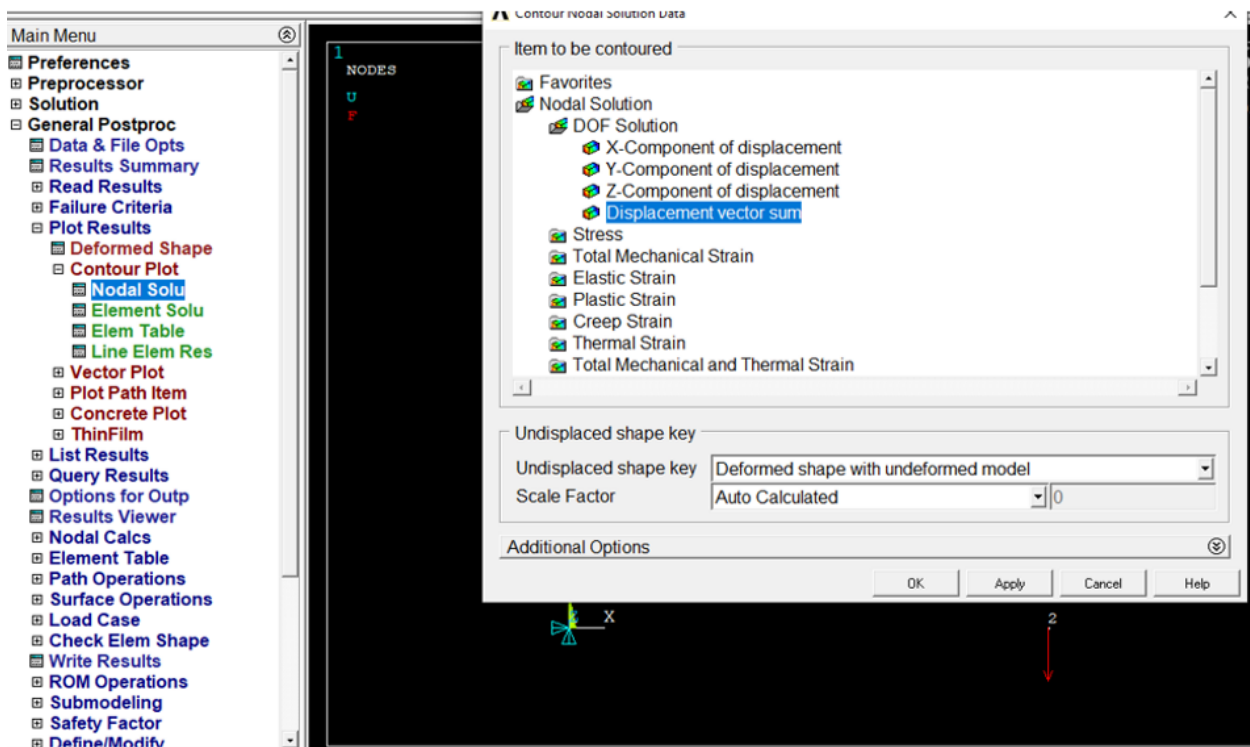 Main Menu
Preferences
Preprocessor
Solution
General Postproc
Data & File Opts
Results Summary
Read Results
Failure Criteria
Plot Results
Deformed Shape
Contour Plot
Nodal Solu
Element Solu
Elem Table
Line Elem Res
Vector Plot
Plot Path Item
Concrete Plot
ThinFilm
List Results
Query Results
Options for Outp
Results Viewer
Nodal Calcs
Element Table
Path Operations
Surface Operations
Load Case
Check Elem Shape
Write Results
ROM Operations
Submodeling
Safety Factor
Define/Modify
1
NODES
U
F
X
2
Contour Nodal Solution Data
Item to be contoured
Favorites
Nodal Solution
DOF Solution
X-Component of displacement
Y-Component of displacement
Z-Component of displacement
Displacement vector sum
Stress
Total Mechanical Strain
Elastic Strain
Plastic Strain
Creep Strain
Thermal Strain
Total Mechanical and Thermal Strain
Undisplaced shape key
Undisplaced shape key Deformed shape with undeformed model
Scale Factor Auto Calculated 0
Additional Options
OK Apply Cancel Help